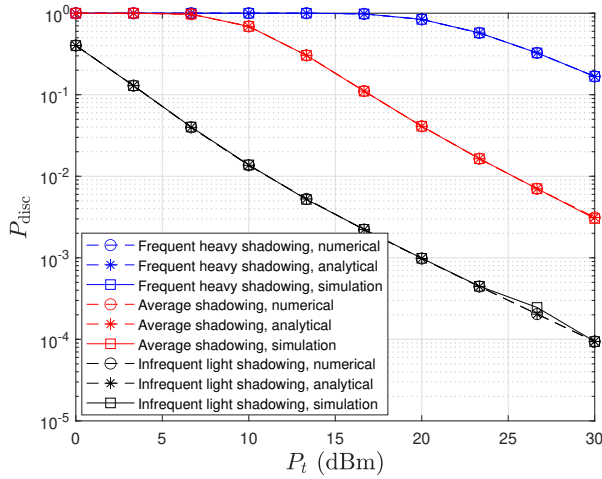 10^0
10^-1
10^-2
10^-3
10^-4
10^-5
P_disc
Frequent heavy shadowing, numerical
Frequent heavy shadowing, analytical
Frequent heavy shadowing, simulation
Average shadowing, numerical
Average shadowing, analytical
Average shadowing, simulation
Infrequent light shadowing, numerical
Infrequent light shadowing, analytical
Infrequent light shadowing, simulation
0 5 10 15 20 25 30
P_t (dBm)